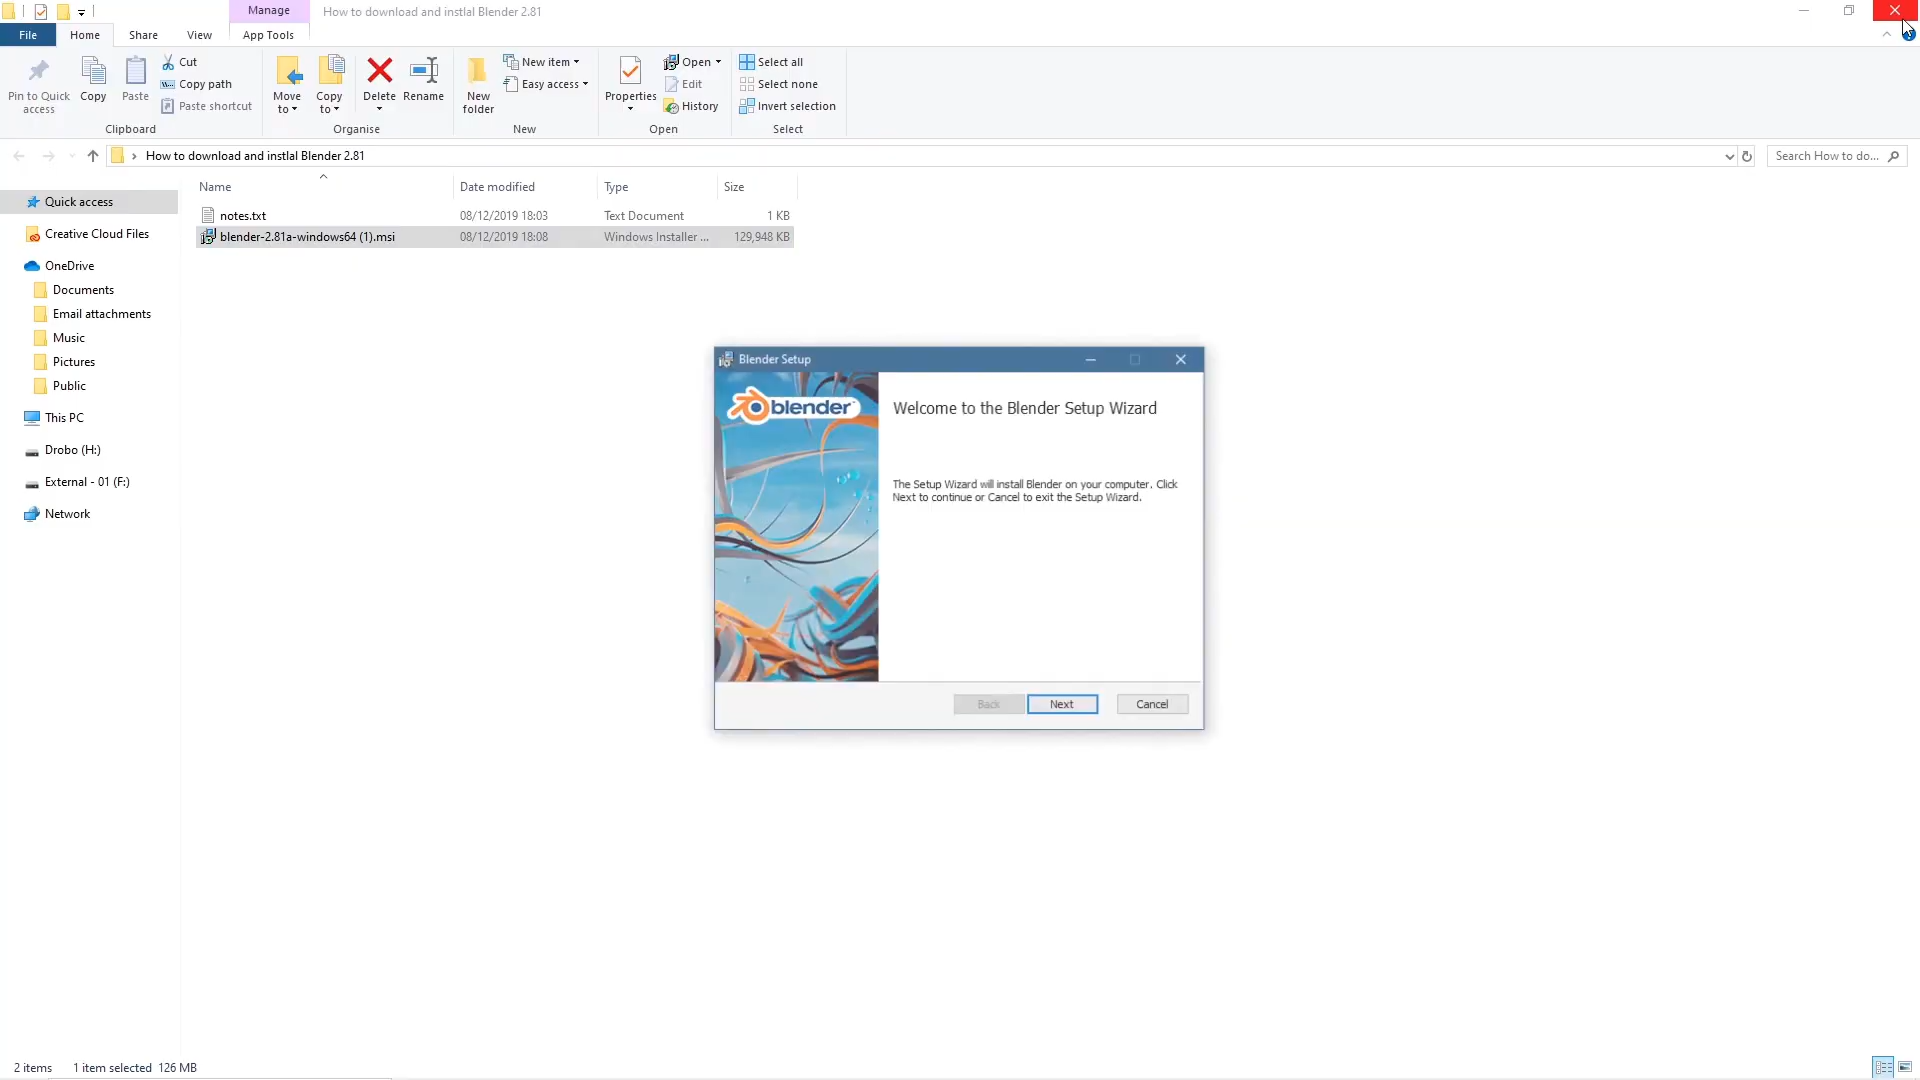 Manage
How to download and instlal Blender 2.81
File
Home
Share
View
App Tools
Pin to Quick access
Copy
Paste
Cut
Copy path
Paste shortcut
Clipboard
Move to
Copy to
Delete
Rename
Organise
New folder
New item
Easy access
New
Properties
Open
Edit
History
Open
Select all
Select none
Invert selection
Select
How to download and instlal Blender 2.81
Search How to do...
Name
Date modified
Type
Size
notes.txt 08/12/2019 18:03 Text Document 1 KB
blender-2.81a-windows64 (1).msi 08/12/2019 18:08 Windows Installer ... 129,948 KB
Quick access
Creative Cloud Files
OneDrive
Documents
Email attachments
Music
Pictures
Public
This PC
Drobo (H:)
External - 01 (F:)
Network
Blender Setup
blender
Welcome to the Blender Setup Wizard
The Setup Wizard will install Blender on your computer. Click
Next to continue or Cancel to exit the Setup Wizard.
Back
Next
Cancel
2 items
1 item selected 126 MB